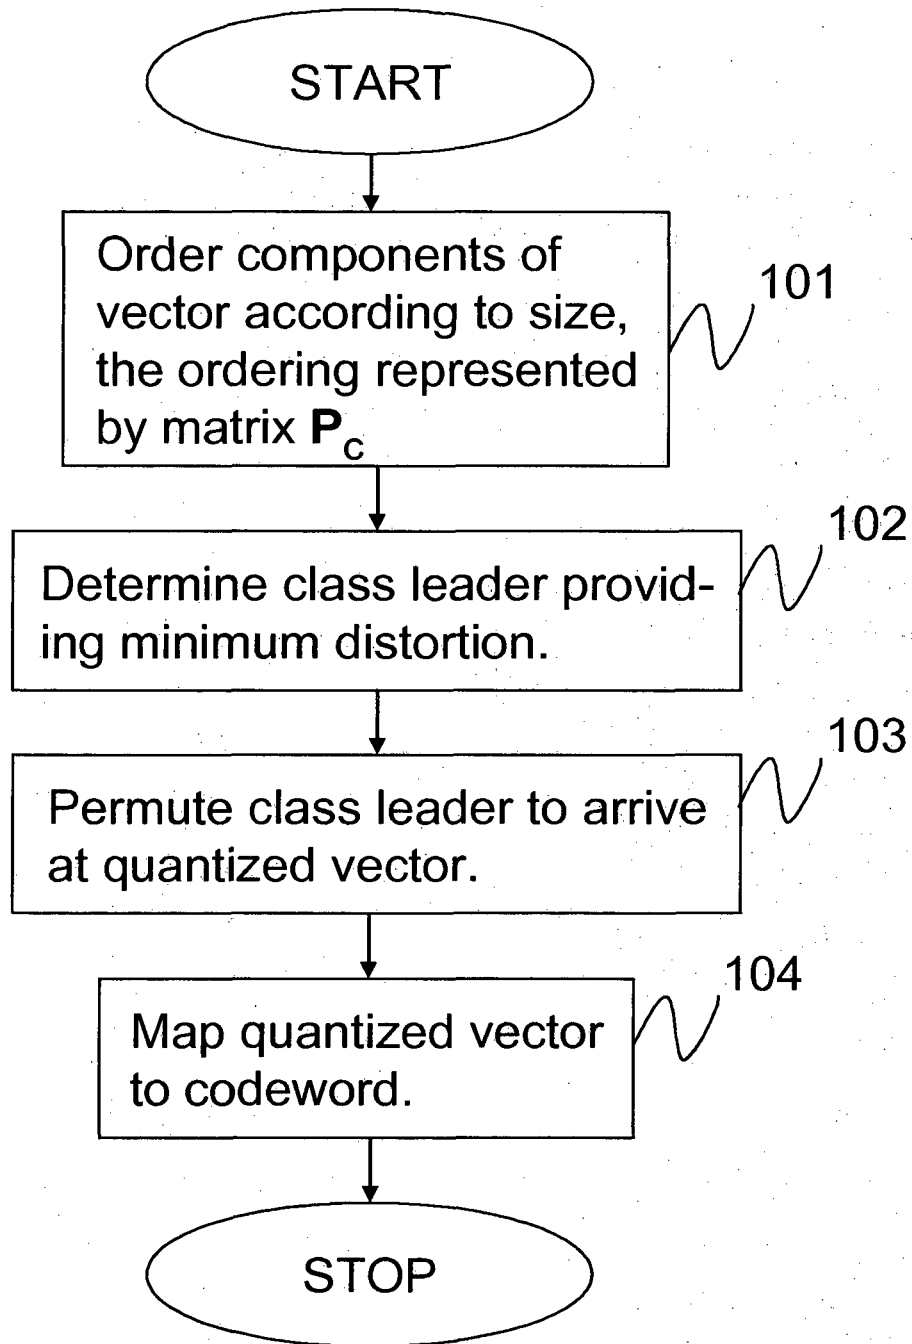 START
Order components of
vector according to size,
the ordering represented
by matrix Pc
101
Determine class leader provid-
ing minimum distortion.
102
Permute class leader to arrive
at quantized vector.
103
Map quantized vector
to codeword.
104
STOP